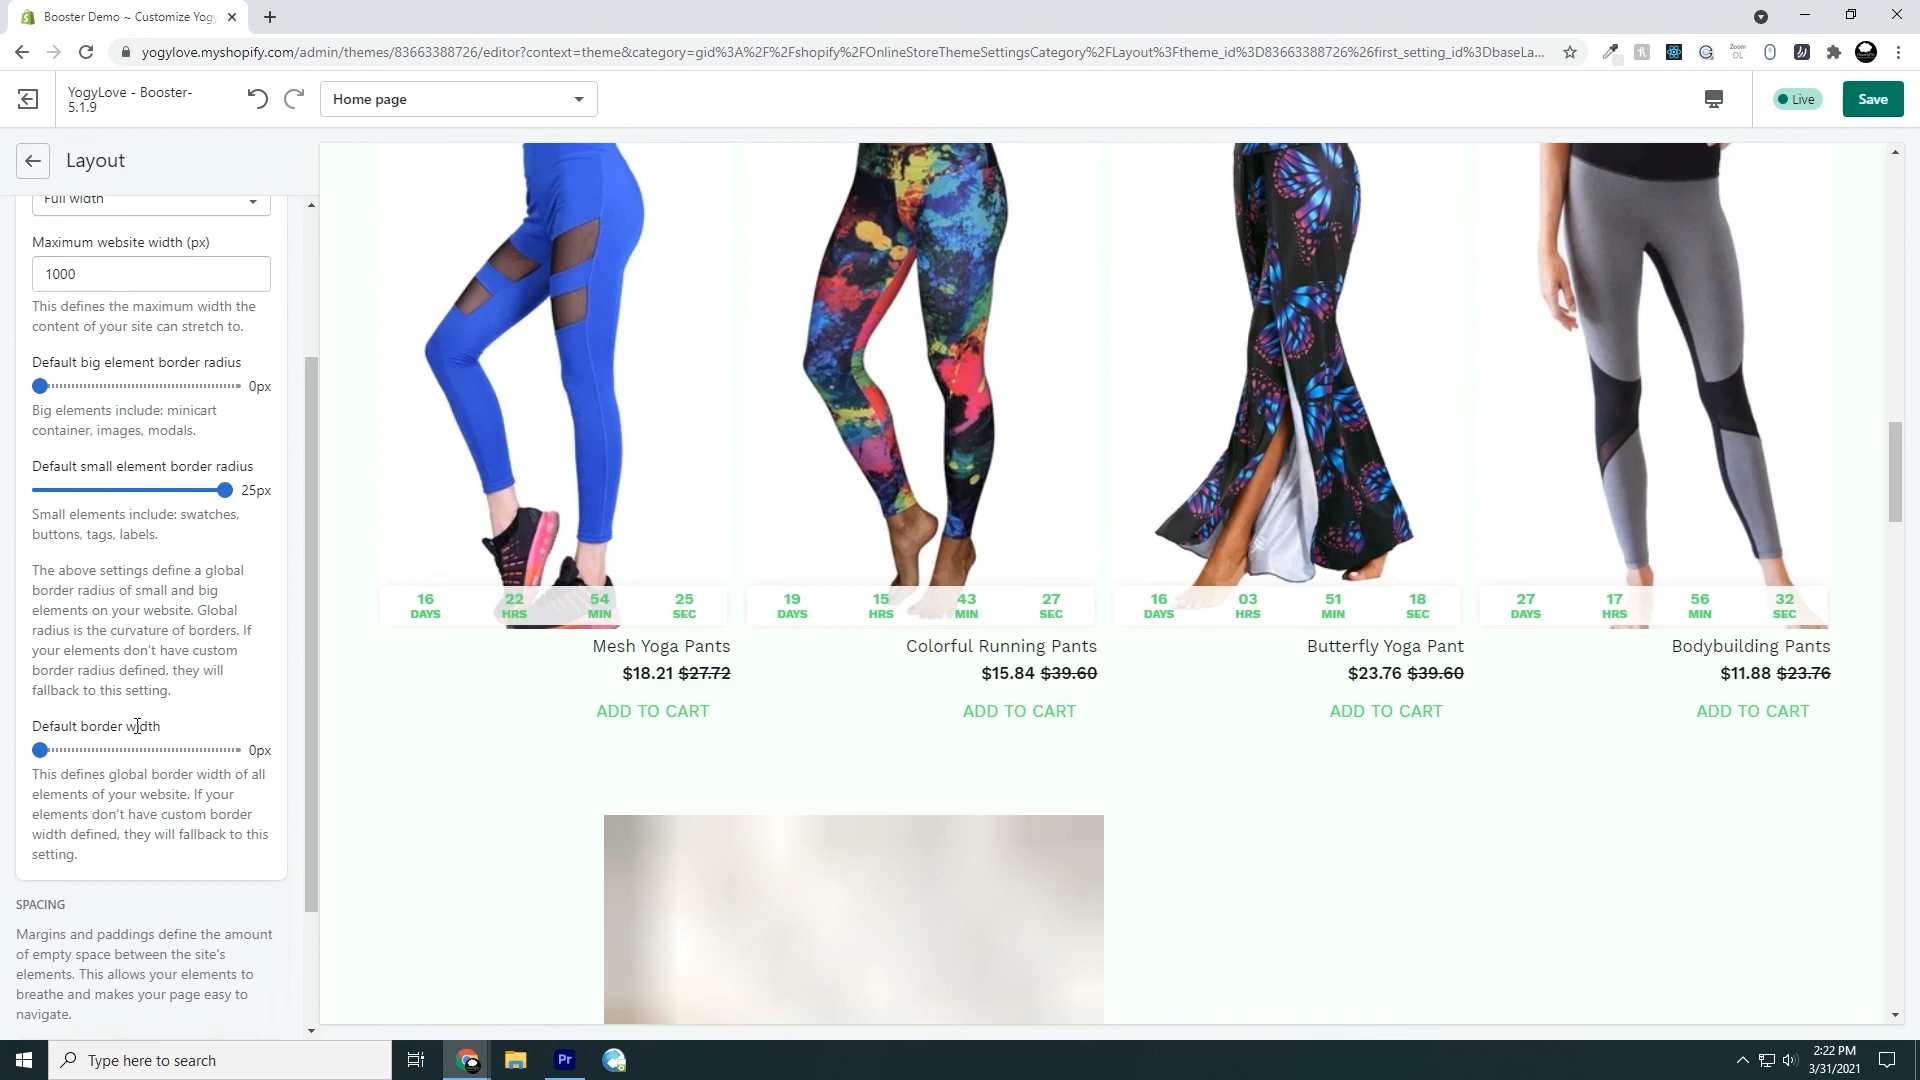 Booster Demo ~ Customize Yogy
yogylove.myshopify.com/admin/themes/83663388726/editor?context=theme&category=gid%3A%2F%2Fshopify%2FOnlineStoreThemeSettingsCategory%2FLayout%3Ftheme_id%3D83663388726%26first_setting_id%3DbaseLa...
Zoom
DL
YogyLove - Booster-
5.1.9
Home page
Live
Save
Layout
Full width
Maximum website width (px)
1000
This defines the maximum width the
content of your site can stretch to.
Default big element border radius
0px
Big elements include: minicart
container, images, modals.
Default small element border radius
25px
Small elements include: swatches,
buttons, tags, labels.
The above settings define a global
border radius of small and big
elements on your website. Global
radius is the curvature of borders. If
your elements don't have custom
border radius defined, they will
fallback to this setting.
Default border width
0px
This defines global border width of all
elements of your website. If your
elements don't have custom border
width defined, they will fallback to this
setting.
SPACING
Margins and paddings define the amount
of empty space between the site's
elements. This allows your elements to
breathe and makes your page easy to
navigate.
16 22 54 25
DAYS HRS MIN SEC
Mesh Yoga Pants
$18.21 $27.72
ADD TO CART
19 15 43 27
DAYS HRS MIN SEC
Colorful Running Pants
$15.84 $39.60
ADD TO CART
16 03 51 18
DAYS HRS MIN SEC
Butterfly Yoga Pant
$23.76 $39.60
ADD TO CART
27 17 56 32
DAYS HRS MIN SEC
Bodybuilding Pants
$11.88 $23.76
ADD TO CART
Type here to search
Pr
2:22 PM
3/31/2021